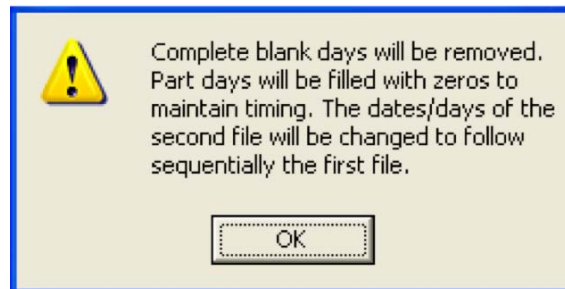 Complete blank days will be removed.
Part days will be filled with zeros to
maintain timing. The dates/days of the
second file will be changed to follow
sequentially the first file.
OK